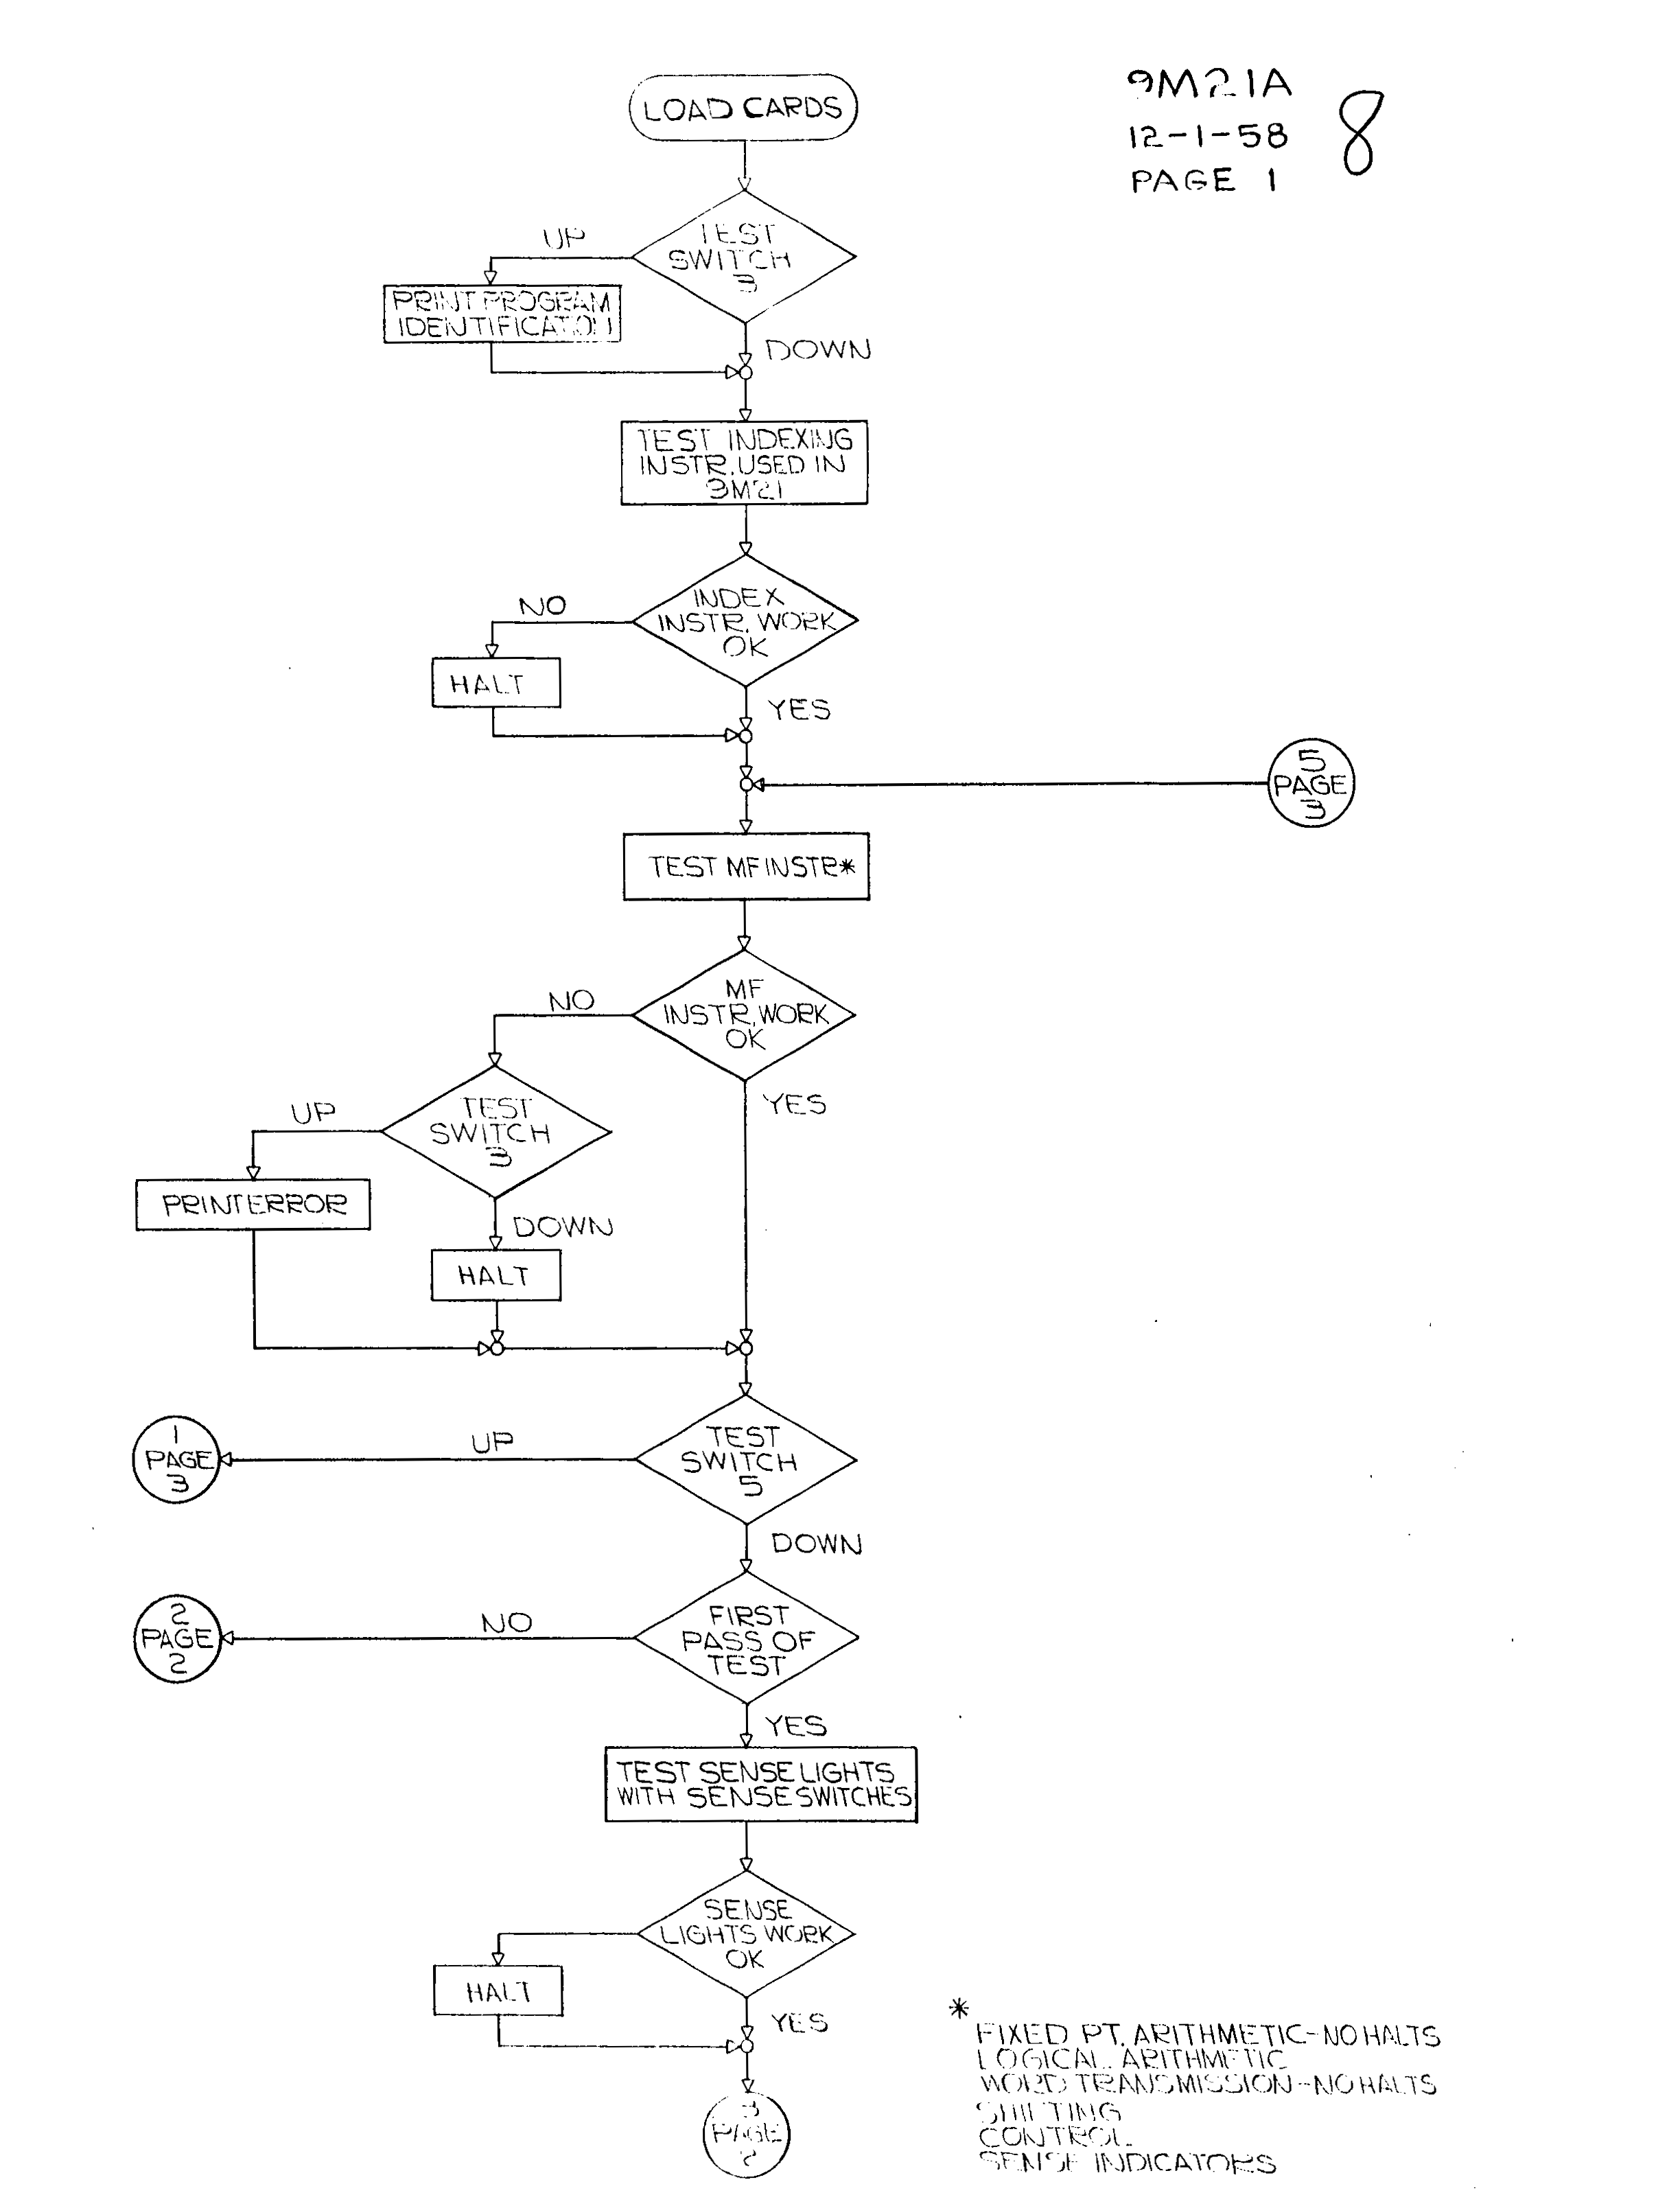 9M21A
12-1-58
PAGE 1
8
LOAD CARDS
TEST
SWITCH
3
UP
PRINT PROGRAM
IDENTIFICATION
DOWN
TEST INDEXING
INSTR. USED IN
9M21
INDEX
INSTR. WORK
OK
NO
HALT
YES
5
PAGE
3
TEST MF INSTR*
MF
INSTR. WORK
OK
NO
YES
TEST
SWITCH
3
UP
PRINT ERROR
DOWN
HALT
TEST
SWITCH
5
UP
1
PAGE
3
DOWN
FIRST
PASS OF
TEST
NO
2
PAGE
2
YES
TEST SENSE LIGHTS
WITH SENSE SWITCHES
SENSE
LIGHTS WORK
OK
HALT
YES
3
PAGE
2
*
FIXED PT. ARITHMETIC-NO HALTS
LOGICAL ARITHMETIC
WORD TRANSMISSION-NO HALTS
SHIFTING
CONTROL
SENSE INDICATORS